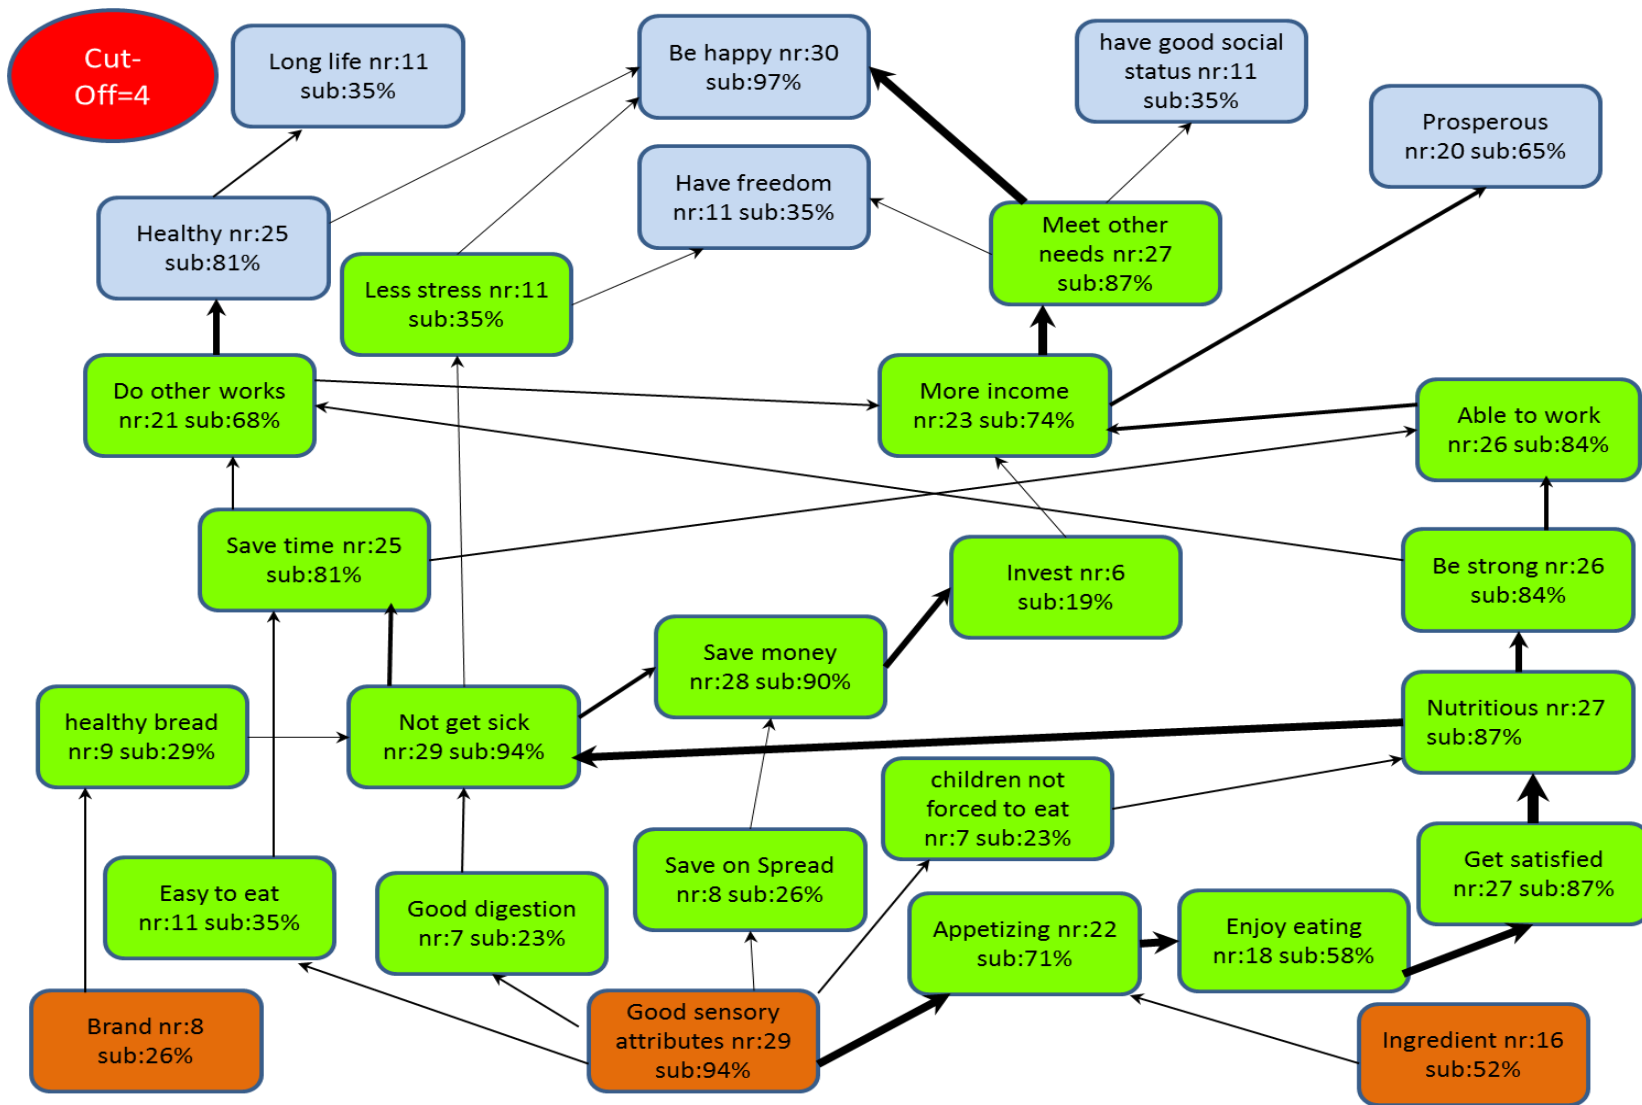 Cut-
Off=4
Long life nr:11
sub:35%
Be happy nr:30
sub:97%
have good social
status nr:11
sub:35%
Prosperous
nr:20 sub:65%
Have freedom
nr:11 sub:35%
Healthy nr:25
sub:81%
Meet other
needs nr:27
sub:87%
Less stress nr:11
sub:35%
Do other works
nr:21 sub:68%
More income
nr:23 sub:74%
Able to work
nr:26 sub:84%
Save time nr:25
sub:81%
Invest nr:6
sub:19%
Be strong nr:26
sub:84%
Save money
nr:28 sub:90%
healthy bread
nr:9 sub:29%
Not get sick
nr:29 sub:94%
Nutritious nr:27
sub:87%
children not
forced to eat
nr:7 sub:23%
Save on Spread
nr:8 sub:26%
Get satisfied
nr:27 sub:87%
Easy to eat
nr:11 sub:35%
Good digestion
nr:7 sub:23%
Appetizing nr:22
sub:71%
Enjoy eating
nr:18 sub:58%
Brand nr:8
sub:26%
Good sensory
attributes nr:29
sub:94%
Ingredient nr:16
sub:52%